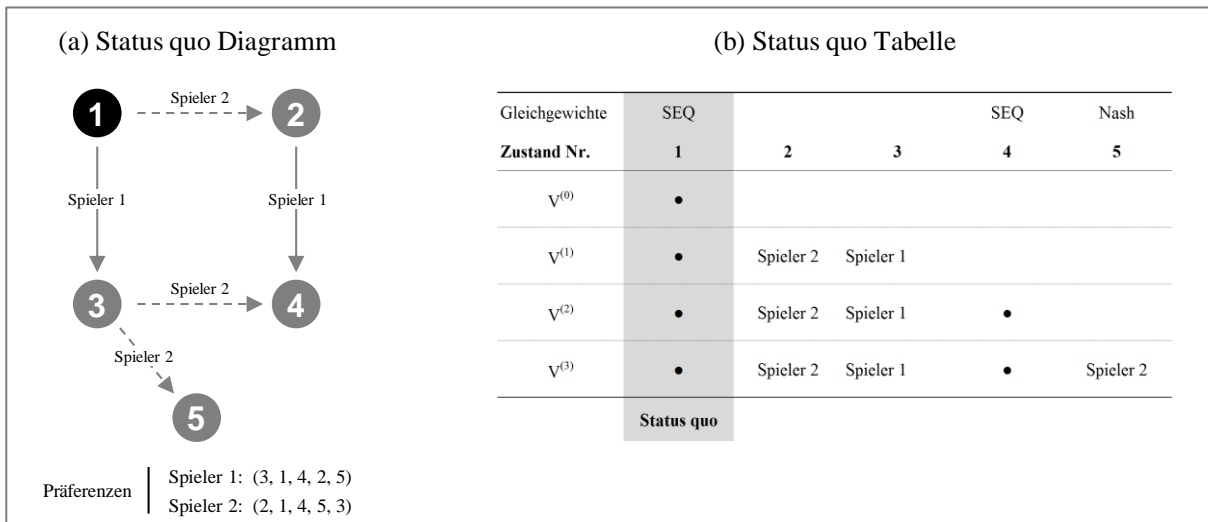 (a) Status quo Diagramm
1
Spieler 2
2
Spieler 1
Spieler 1
3
Spieler 2
4
Spieler 2
5
Präferenzen
Spieler 1: (3, 1, 4, 2, 5)
Spieler 2: (2, 1, 4, 5, 3)
(b) Status quo Tabelle
Gleichgewichte SEQ SEQ Nash
Zustand Nr. 1 2 3 4 5
V(0) •
V(1) • Spieler 2 Spieler 1
V(2) • Spieler 2 Spieler 1 •
V(3) • Spieler 2 Spieler 1 • Spieler 2
Status quo